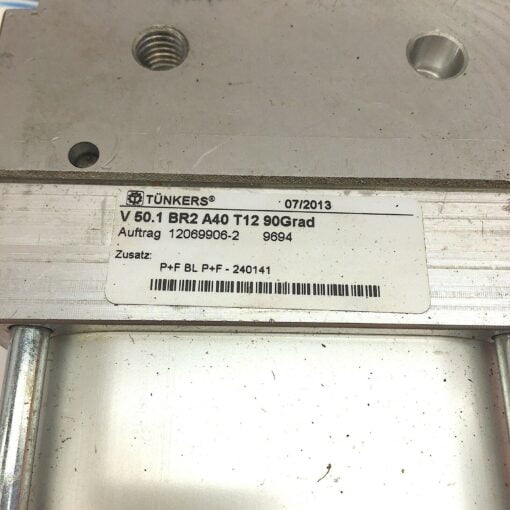 TÜNKERS® 07/2013
V 50.1 BR2 A40 T12 90Grad
Auftrag 12069906-2 9694
Zusatz:
P+F BL P+F - 240141